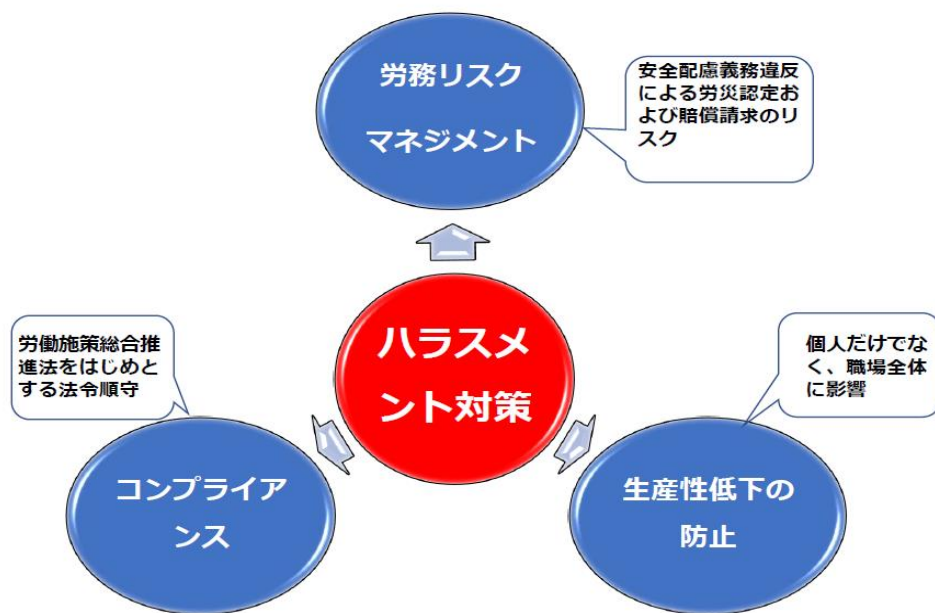 労務リスク
マネジメント
安全配慮義務違反
による労災認定お
よび賠償請求のリ
スク
ハラスメ
ント対策
労働施策総合推
進法をはじめと
する法令順守
コンプライア
ンス
個人だけでな
く、職場全体
に影響
生産性低下の
防止